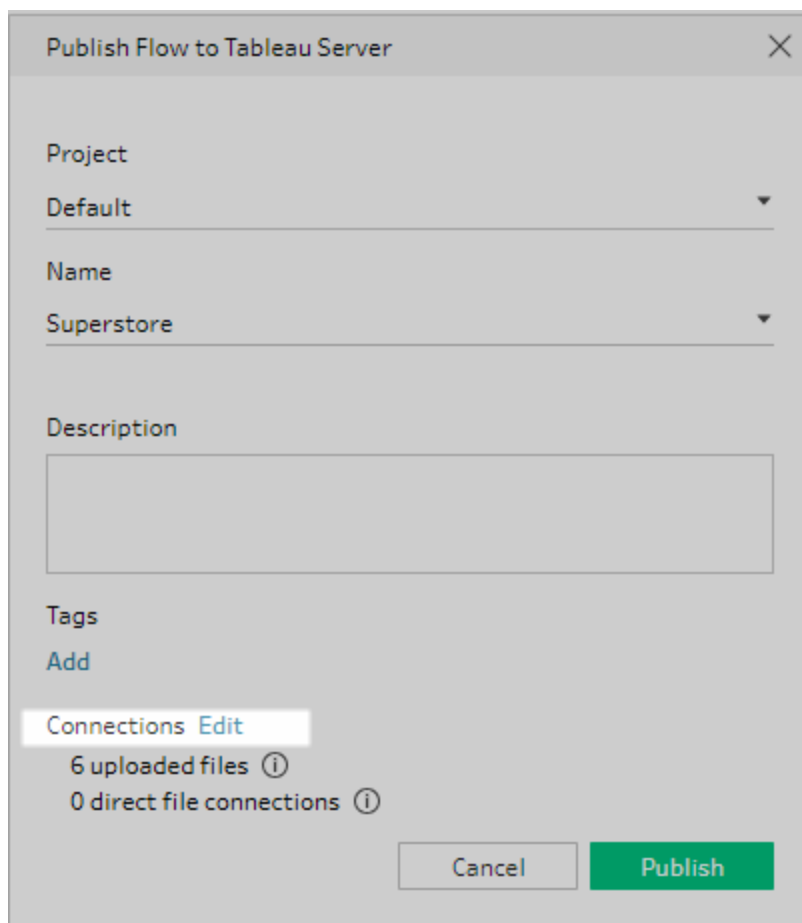 Publish Flow to Tableau Server
Project
Default
Name
Superstore
Description
Tags
Add
Connections Edit
6 uploaded files
0 direct file connections
Cancel Publish